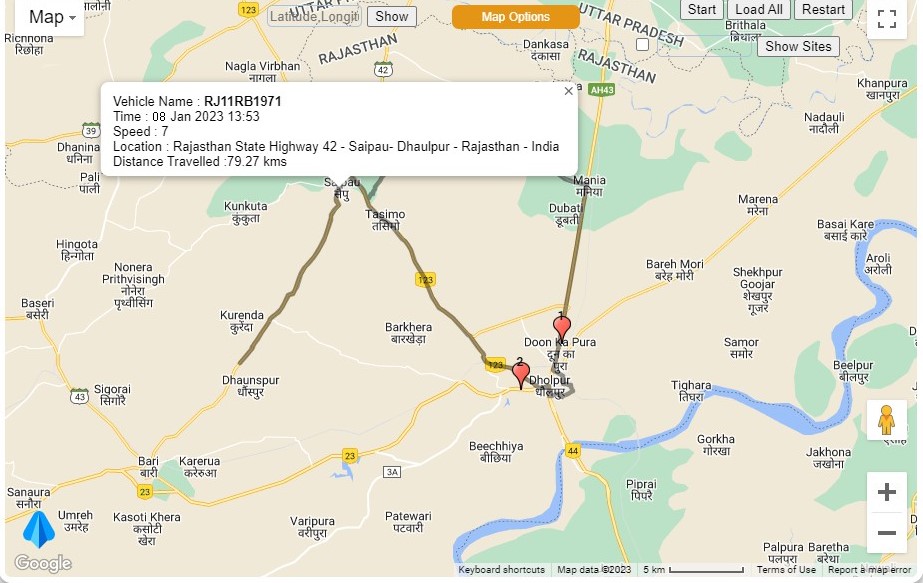 Map
Latitude,Longit
Show
Map Options
Start
Load All
Restart
Show Sites
123
RAJASTHAN
UTTAR PRADESH
RAJASTHAN
Richhona
रिछोहा
Nagla Virbhan
नागला
42
Dankasa
दंकासा
Brithala
AH43
Khanpura
खानपुरा
Nadauli
नादौली
39
Dhanina
धनिना
Pali
पाली
Vehicle Name : RJ11RB1971
Time : 08 Jan 2023 13:53
Speed : 7
Location : Rajasthan State Highway 42 - Saipau- Dhaulpur - Rajasthan - India
Distance Travelled :79.27 kms
Saipau
सैंपु
Mania
मनिया
Kunkuta
कुंकुता
Tasimo
तसिमो
Dubati
डूबती
Marena
मरेना
Basai Kare
बसाई कारे
Hingota
हिन्गोता
Nonera
Prithvisingh
नोनेरा
पृथ्वीसिंग
Bareh Mori
बरेह मोरी
Shekhpur
Goojar
शेखपुर
गूजर
Aroli
अरोली
123
Baseri
बसेरी
Kurenda
कुरेंदा
Barkhera
बारखेड़ा
1
Doon Ka Pura
दून का
पुरा
Samor
समोर
123
2
Dholpur
धौलपुर
Beelpur
बीलपुर
Dhaunspur
धौंस्पुर
Sigorai
सिगोरै
43
Tighara
तिघरा
Beechhiya
बीछिया
Gorkha
गोरखा
Jakhona
जखोना
44
Bari
बारी
Karerua
करेरुआ
23
3A
23
Piprai
पिपरै
Sanaura
सनौरा
Umreh
उमरेह
Kasoti Khera
कसोटी
खेरा
Varipura
वरीपुरा
Patewari
पटवारी
Palpura
पलपुरा
Baretha
बरेथा
Google
Keyboard shortcuts
Map data ©2023
5 km
Terms of Use
Report a map error